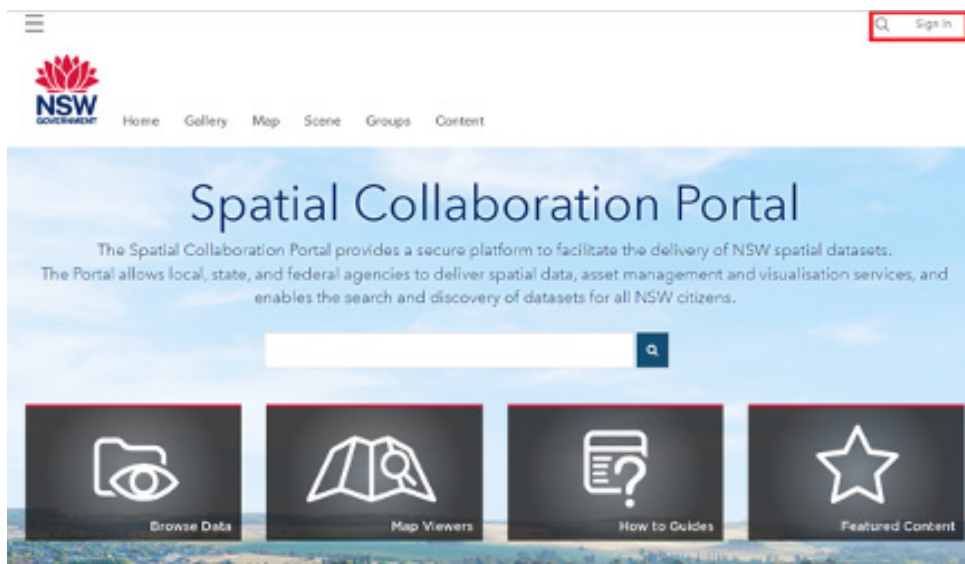 Sign In
NSW
GOVERNMENT
Home Gallery Map Scene Groups Content
Spatial Collaboration Portal
The Spatial Collaboration Portal provides a secure platform to facilitate the delivery of NSW spatial datasets.
The Portal allows local, state, and federal agencies to deliver spatial data, asset management and visualisation services, and
enables the search and discovery of datasets for all NSW citizens.
Browse Data
Map Viewers
How to Guides
Featured Content